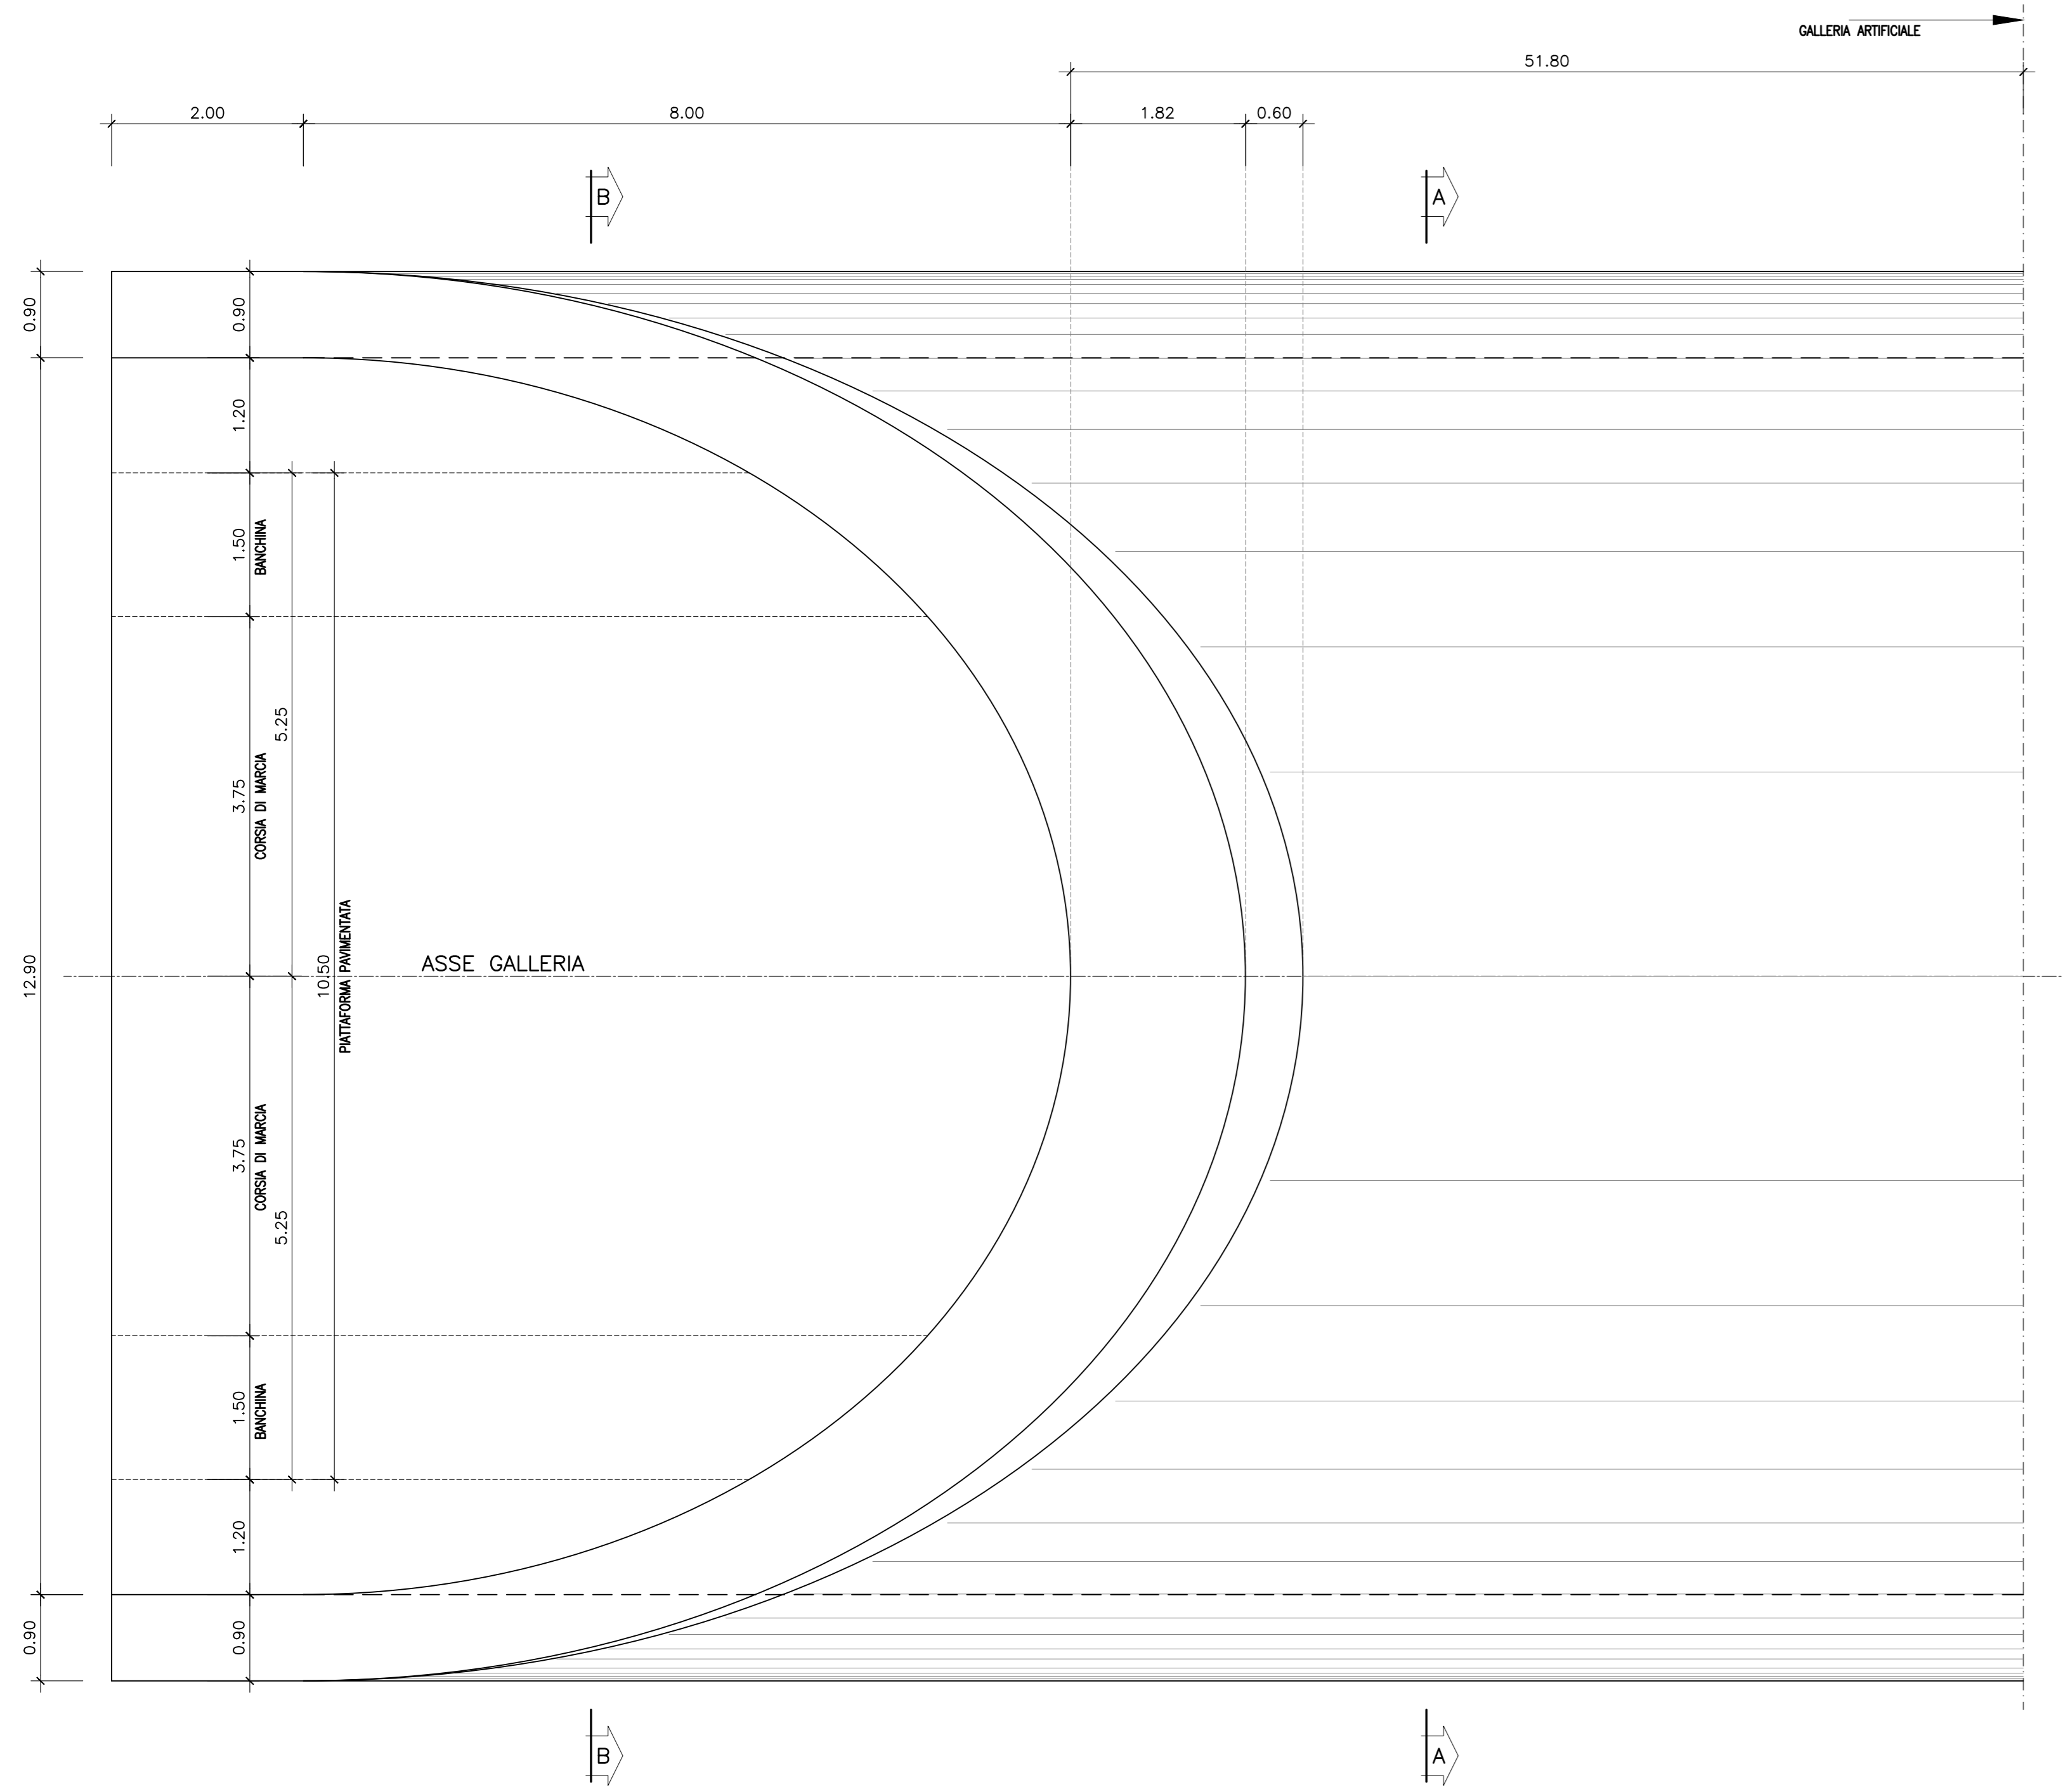 GALLERIA ARTIFICIALE
51.80
2.00
8.00
1.82
0.60
B
A
0.90
0.90
1.20
1.50
BANCHINA
5.25
3.75
CORSIA DI MARCIA
12.90
10.50
PIATTAFORMA PAVIMENTATA
ASSE GALLERIA
3.75
CORSIA DI MARCIA
5.25
1.50
BANCHINA
1.20
0.90
0.90
B
A